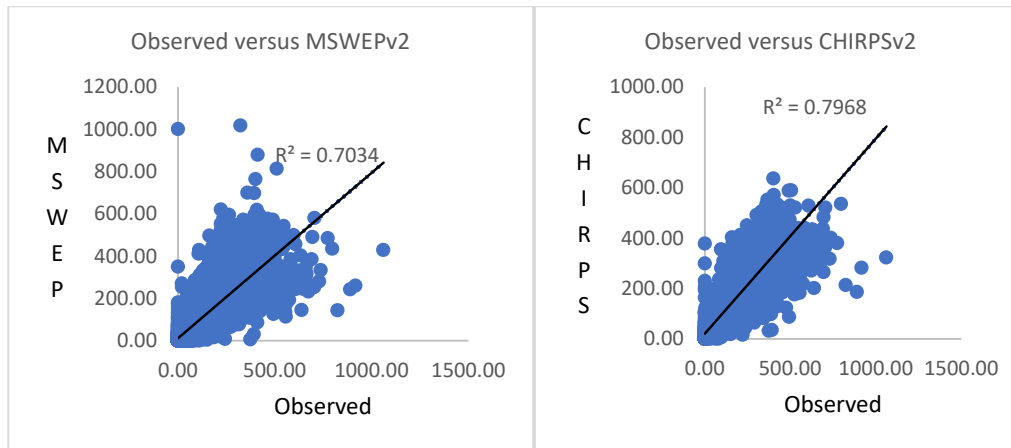 Observed versus MSWEPv2
1200.00
1000.00
800.00
600.00
400.00
200.00
0.00
M
S
W
E
P
R² = 0.7034
0.00 500.00 1000.00 1500.00
Observed
Observed versus CHIRPSv2
1000.00
800.00
600.00
400.00
200.00
0.00
C
H
I
R
P
S
R² = 0.7968
0.00 500.00 1000.00 1500.00
Observed